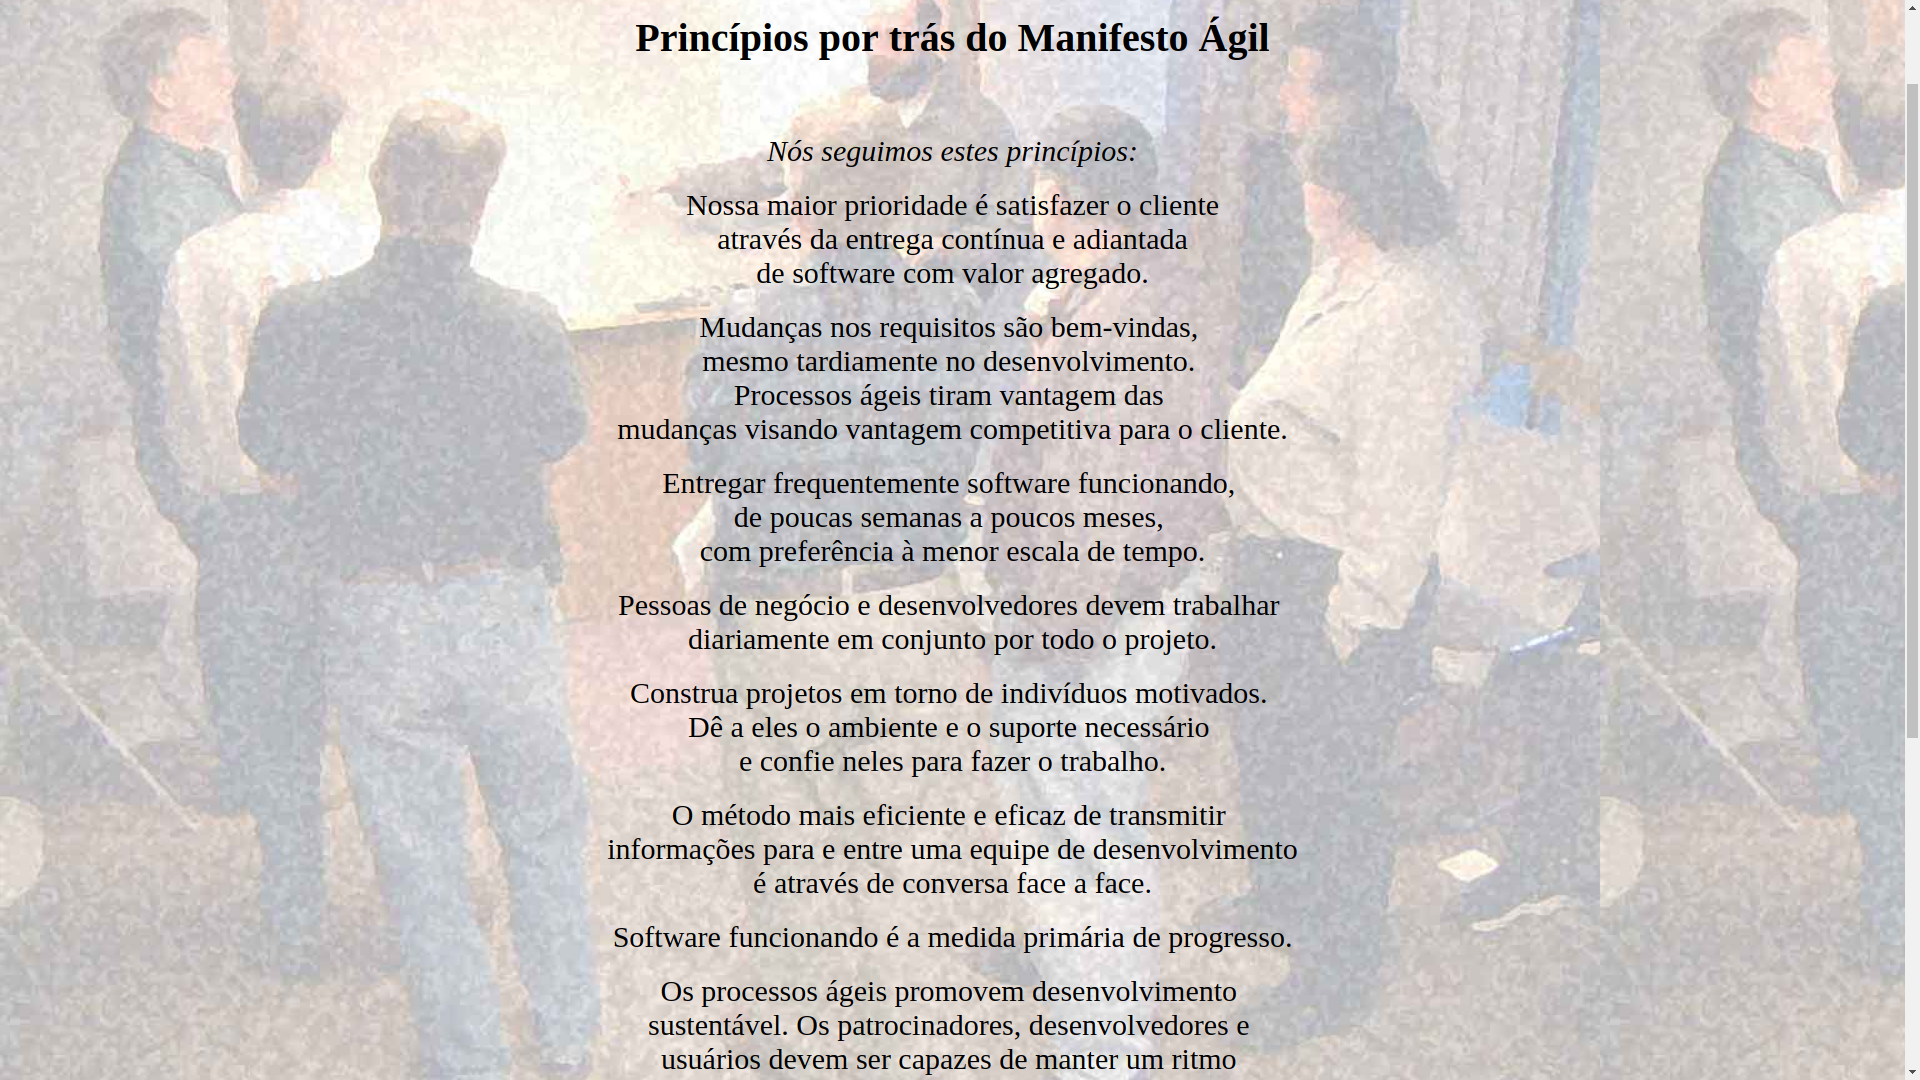 Princípios por trás do Manifesto Ágil
Nós seguimos estes princípios:
Nossa maior prioridade é satisfazer o cliente
através da entrega contínua e adiantada
de software com valor agregado.
Mudanças nos requisitos são bem-vindas,
mesmo tardiamente no desenvolvimento.
Processos ágeis tiram vantagem das
mudanças visando vantagem competitiva para o cliente.
Entregar frequentemente software funcionando,
de poucas semanas a poucos meses,
com preferência à menor escala de tempo.
Pessoas de negócio e desenvolvedores devem trabalhar
diariamente em conjunto por todo o projeto.
Construa projetos em torno de indivíduos motivados.
Dê a eles o ambiente e o suporte necessário
e confie neles para fazer o trabalho.
O método mais eficiente e eficaz de transmitir
informações para e entre uma equipe de desenvolvimento
é através de conversa face a face.
Software funcionando é a medida primária de progresso.
Os processos ágeis promovem desenvolvimento
sustentável. Os patrocinadores, desenvolvedores e
usuários devem ser capazes de manter um ritmo